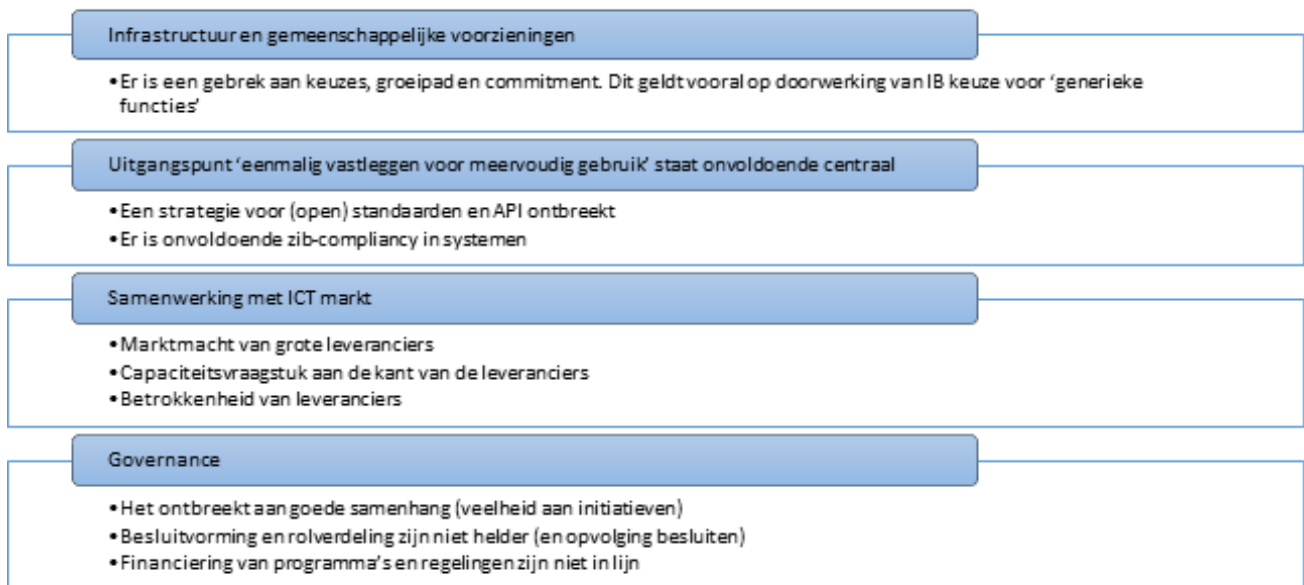 Infrastructuur en gemeenschappelijke voorzieningen
•Er is een gebrek aan keuzes, groeipad en commitment. Dit geldt vooral op doorwerking van IB keuze voor ‘generieke
functies’
Uitgangspunt ‘eenmalig vastleggen voor meervoudig gebruik’ staat onvoldoende centraal
•Een strategie voor (open) standaarden en API ontbreekt
•Er is onvoldoende zib-compliancy in systemen
Samenwerking met ICT markt
•Marktmacht van grote leveranciers
•Capaciteitsvraagstuk aan de kant van de leveranciers
•Betrokkenheid van leveranciers
Governance
•Het ontbreekt aan goede samenhang (veelheid aan initiatieven)
•Besluitvorming en rolverdeling zijn niet helder (en opvolging besluiten)
•Financiering van programma’s en regelingen zijn niet in lijn